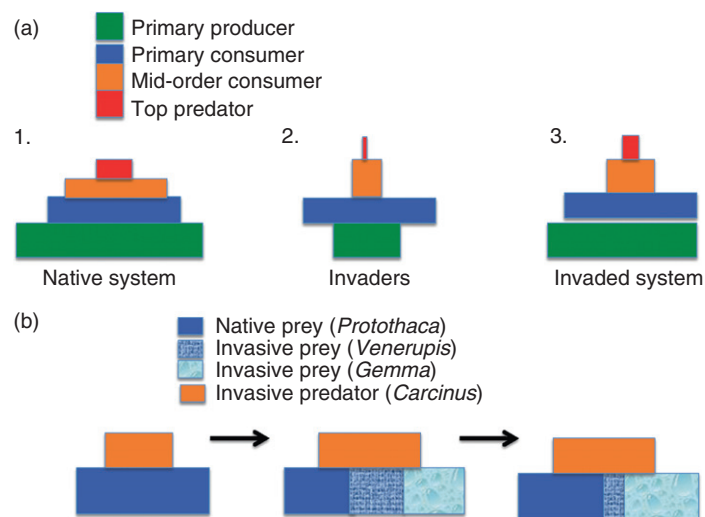 (a)
Primary producer
Primary consumer
Mid-order consumer
Top predator
1.
2.
3.
Native system
Invaders
Invaded system
(b)
Native prey (Protothaca)
Invasive prey (Venerupis)
Invasive prey (Gemma)
Invasive predator (Carcinus)